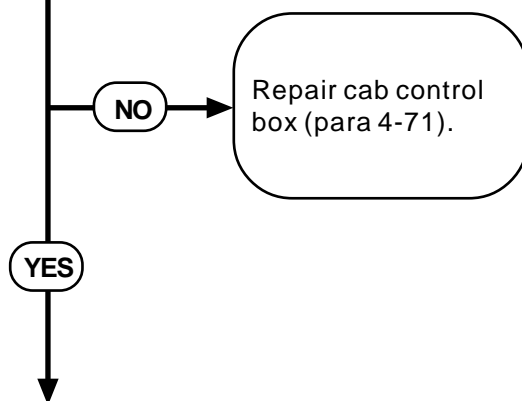 NO
Repair cab control
box (para 4-71).
YES